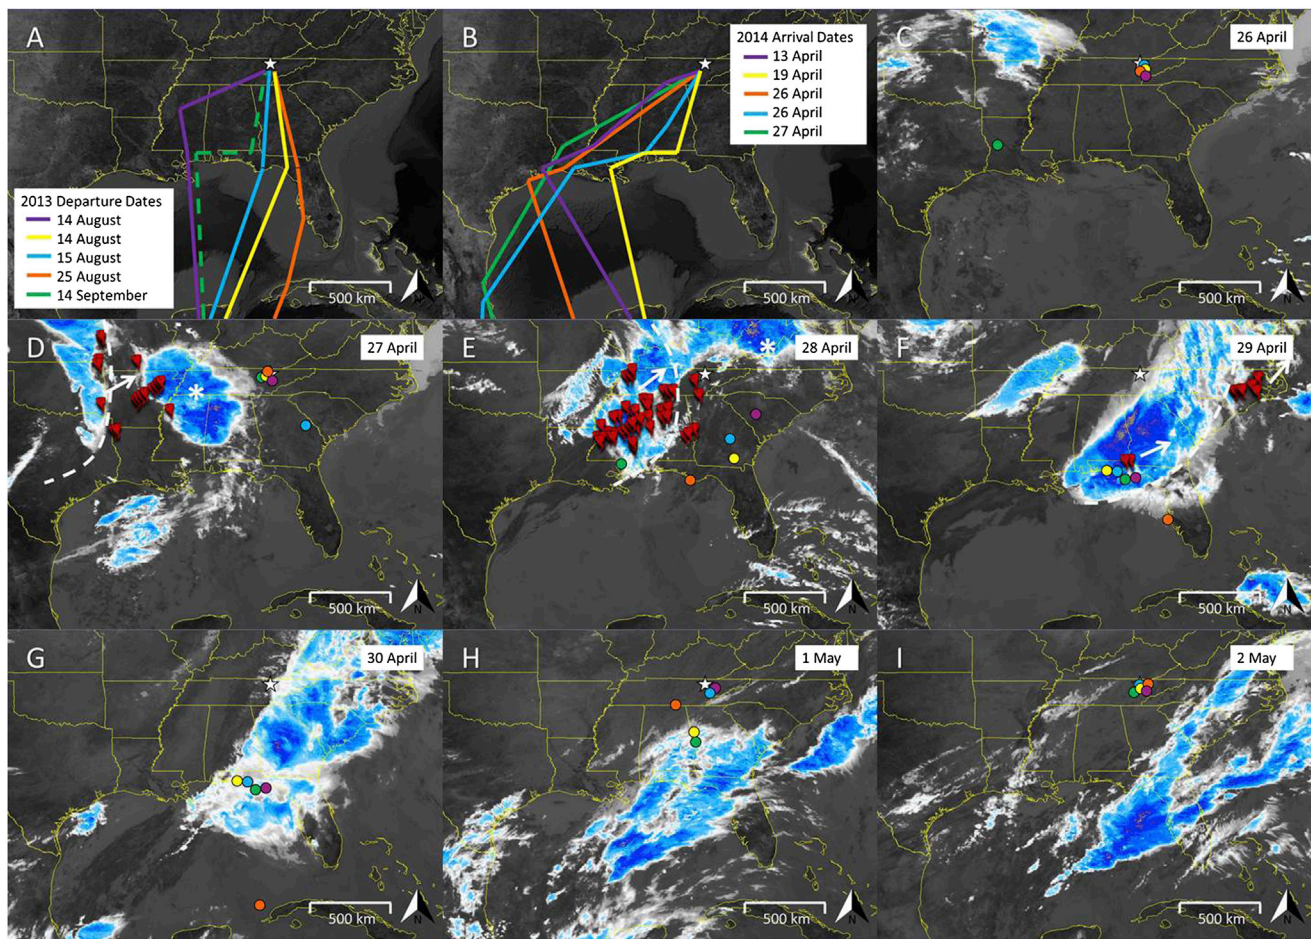 A
2013 Departure Dates
14 August
14 August
15 August
25 August
14 September
500 km
N
B
2014 Arrival Dates
13 April
19 April
26 April
26 April
27 April
500 km
N
C
26 April
500 km
N
D
27 April
*
500 km
N
E
28 April
*
500 km
N
F
29 April
500 km
N
G
30 April
500 km
N
H
1 May
500 km
N
I
2 May
500 km
N